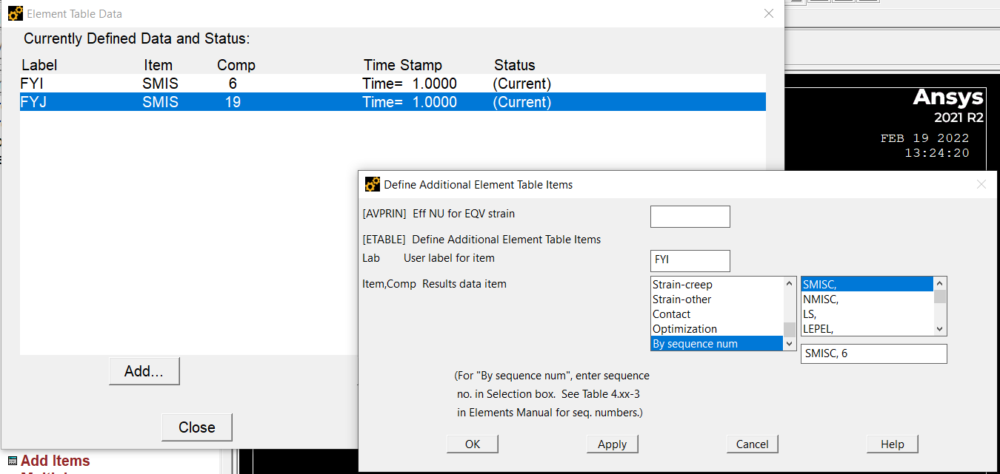 Element Table Data
Currently Defined Data and Status:
Label Item Comp Time Stamp Status
FYI SMIS 6 Time= 1.0000 (Current)
FYJ SMIS 19 Time= 1.0000 (Current)
Add...
Close
Add Items
Ansys
2021 R2
FEB 19 2022
13:24:20
Define Additional Element Table Items
[AVPRIN] Eff NU for EQV strain
[ETABLE] Define Additional Element Table Items
Lab User label for item FYI
Item,Comp Results data item
Strain-creep SMISC,
Strain-other NMISC,
Contact LS,
Optimization LEPEL,
By sequence num
SMISC, 6
(For "By sequence num", enter sequence
no. in Selection box. See Table 4.xx-3
in Elements Manual for seq. numbers.)
OK Apply Cancel Help